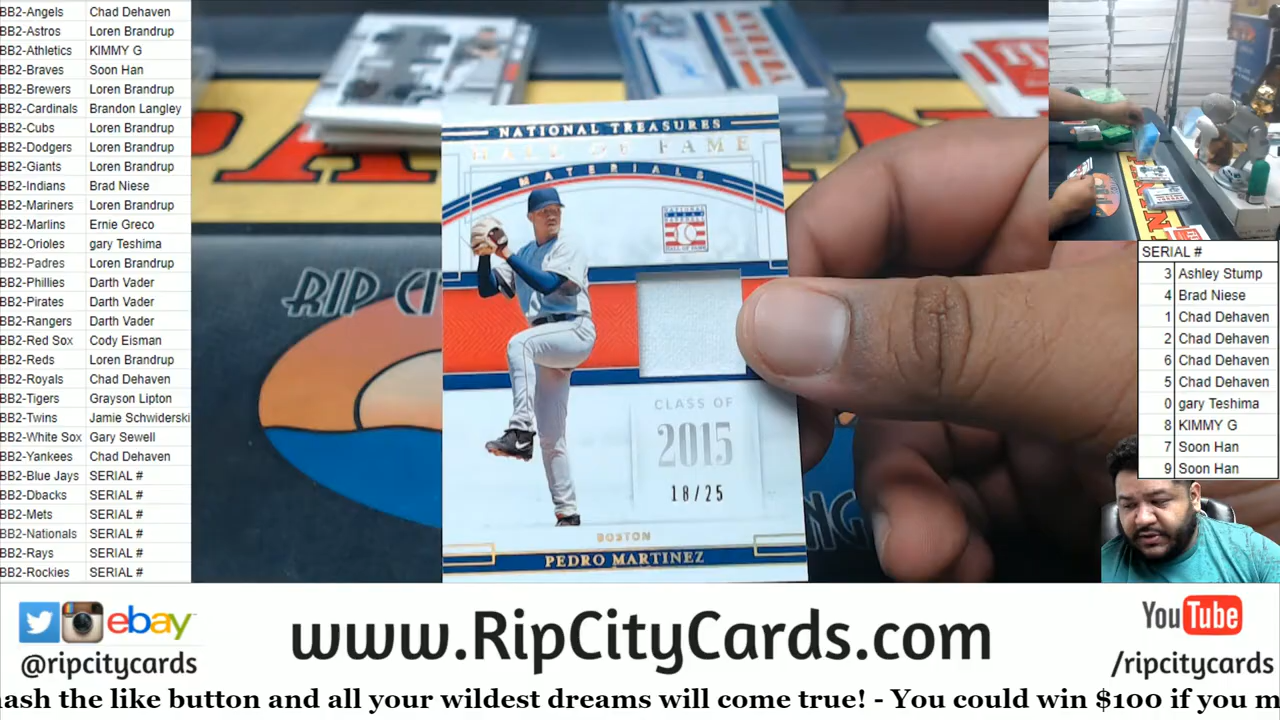 BB2-Angels Chad Dehaven
BB2-Astros Loren Brandrup
BB2-Athletics KIMMY G
BB2-Braves Soon Han
BB2-Brewers Loren Brandrup
BB2-Cardinals Brandon Langley
BB2-Cubs Loren Brandrup
BB2-Dodgers Loren Brandrup
BB2-Giants Loren Brandrup
BB2-Indians Brad Niese
BB2-Mariners Loren Brandrup
BB2-Marlins Ernie Greco
BB2-Orioles gary Teshima
BB2-Padres Loren Brandrup
BB2-Phillies Darth Vader
BB2-Pirates Darth Vader
BB2-Rangers Darth Vader
BB2-Red Sox Cody Eisman
BB2-Reds Loren Brandrup
BB2-Royals Chad Dehaven
BB2-Tigers Grayson Lipton
BB2-Twins Jamie Schwiderski
BB2-White Sox Gary Sewell
BB2-Yankees Chad Dehaven
BB2-Blue Jays SERIAL #
BB2-Dbacks SERIAL #
BB2-Mets SERIAL #
BB2-Nationals SERIAL #
BB2-Rays SERIAL #
BB2-Rockies SERIAL #
NATIONAL TREASURES
HALL OF FAME
MATERIALS
CLASS OF
2015
18/25
BOSTON
PEDRO MARTINEZ
RIP CI
SERIAL #
3 Ashley Stump
4 Brad Niese
1 Chad Dehaven
2 Chad Dehaven
6 Chad Dehaven
5 Chad Dehaven
0 gary Teshima
8 KIMMY G
7 Soon Han
9 Soon Han
ebay
@ripcitycards
www.RipCityCards.com
YouTube
/ripcitycards
ash the like button and all your wildest dreams will come true! - You could win $100 if you m